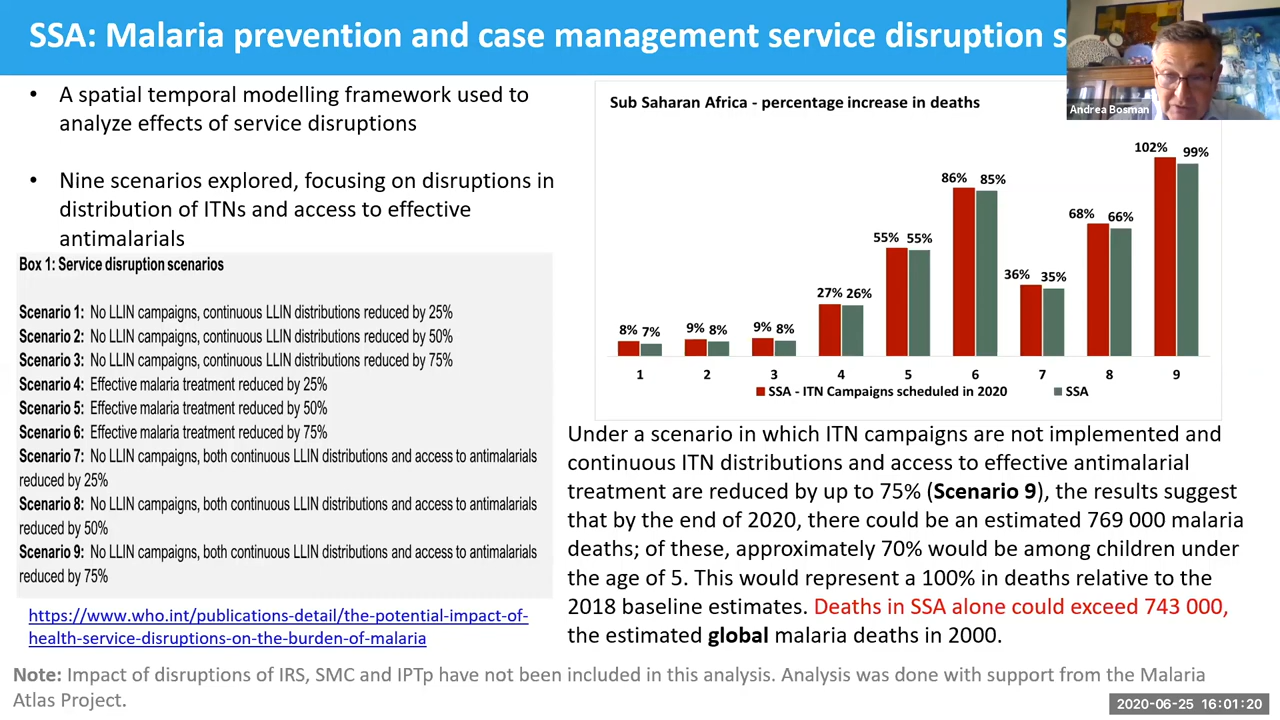 SSA: Malaria prevention and case management service disruption s
Andrea Bosman
• A spatial temporal modelling framework used to
analyze effects of service disruptions
• Nine scenarios explored, focusing on disruptions in
distribution of ITNs and access to effective
antimalarials
Box 1: Service disruption scenarios
Scenario 1: No LLIN campaigns, continuous LLIN distributions reduced by 25%
Scenario 2: No LLIN campaigns, continuous LLIN distributions reduced by 50%
Scenario 3: No LLIN campaigns, continuous LLIN distributions reduced by 75%
Scenario 4: Effective malaria treatment reduced by 25%
Scenario 5: Effective malaria treatment reduced by 50%
Scenario 6: Effective malaria treatment reduced by 75%
Scenario 7: No LLIN campaigns, both continuous LLIN distributions and access to antimalarials
reduced by 25%
Scenario 8: No LLIN campaigns, both continuous LLIN distributions and access to antimalarials
reduced by 50%
Scenario 9: No LLIN campaigns, both continuous LLIN distributions and access to antimalarials
reduced by 75%
https://www.who.int/publications-detail/the-potential-impact-of-
health-service-disruptions-on-the-burden-of-malaria
Sub Saharan Africa - percentage increase in deaths
8% 7% 9% 8% 9% 8% 27% 26% 55% 55% 86% 85% 36% 35% 68% 66% 102% 99%
1 2 3 4 5 6 7 8 9
SSA - ITN Campaigns scheduled in 2020 SSA
Under a scenario in which ITN campaigns are not implemented and
continuous ITN distributions and access to effective antimalarial
treatment are reduced by up to 75% (Scenario 9), the results suggest
that by the end of 2020, there could be an estimated 769 000 malaria
deaths; of these, approximately 70% would be among children under
the age of 5. This would represent a 100% in deaths relative to the
2018 baseline estimates. Deaths in SSA alone could exceed 743 000,
the estimated global malaria deaths in 2000.
Note: Impact of disruptions of IRS, SMC and IPTp have not been included in this analysis. Analysis was done with support from the Malaria
Atlas Project.
2020-06-25 16:01:20